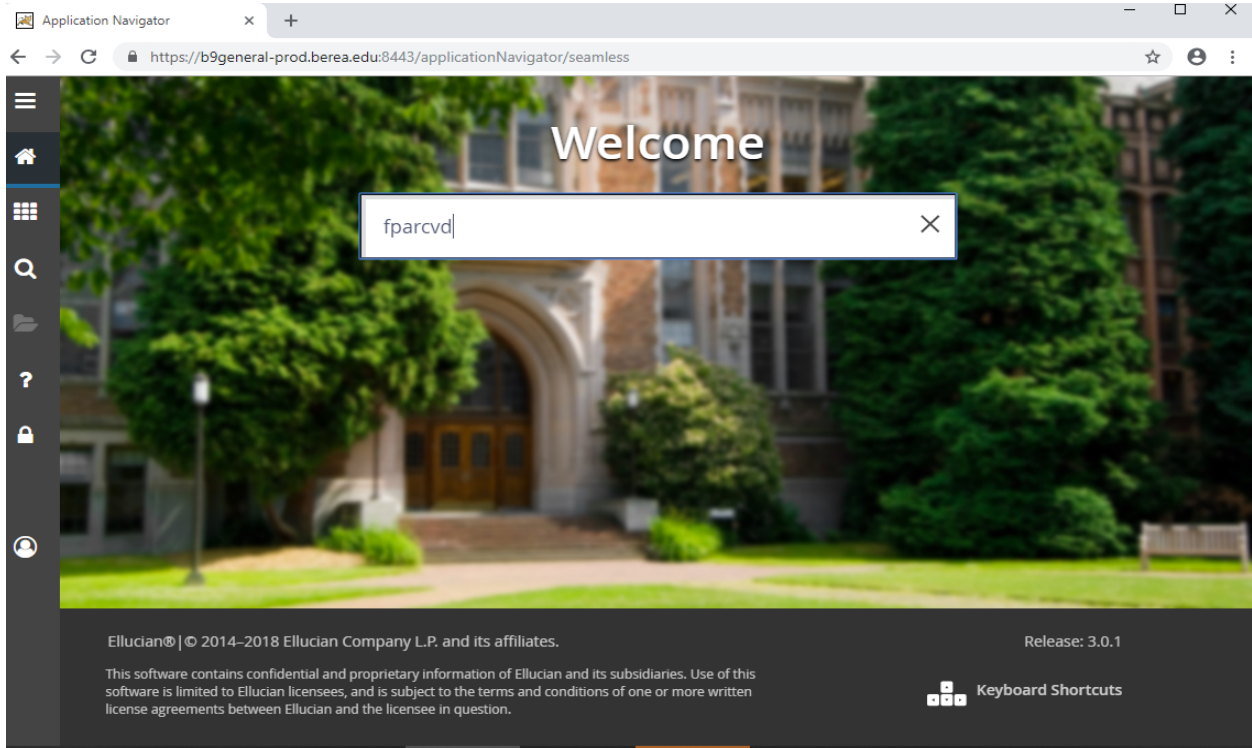 Application Navigator
https://b9general-prod.berea.edu:8443/applicationNavigator/seamless
Welcome
fparcvd
?
Ellucian®|© 2014–2018 Ellucian Company L.P. and its affiliates.
Release: 3.0.1
This software contains confidential and proprietary information of Ellucian and its subsidiaries. Use of this
software is limited to Ellucian licensees, and is subject to the terms and conditions of one or more written
license agreements between Ellucian and the licensee in question.
Keyboard Shortcuts